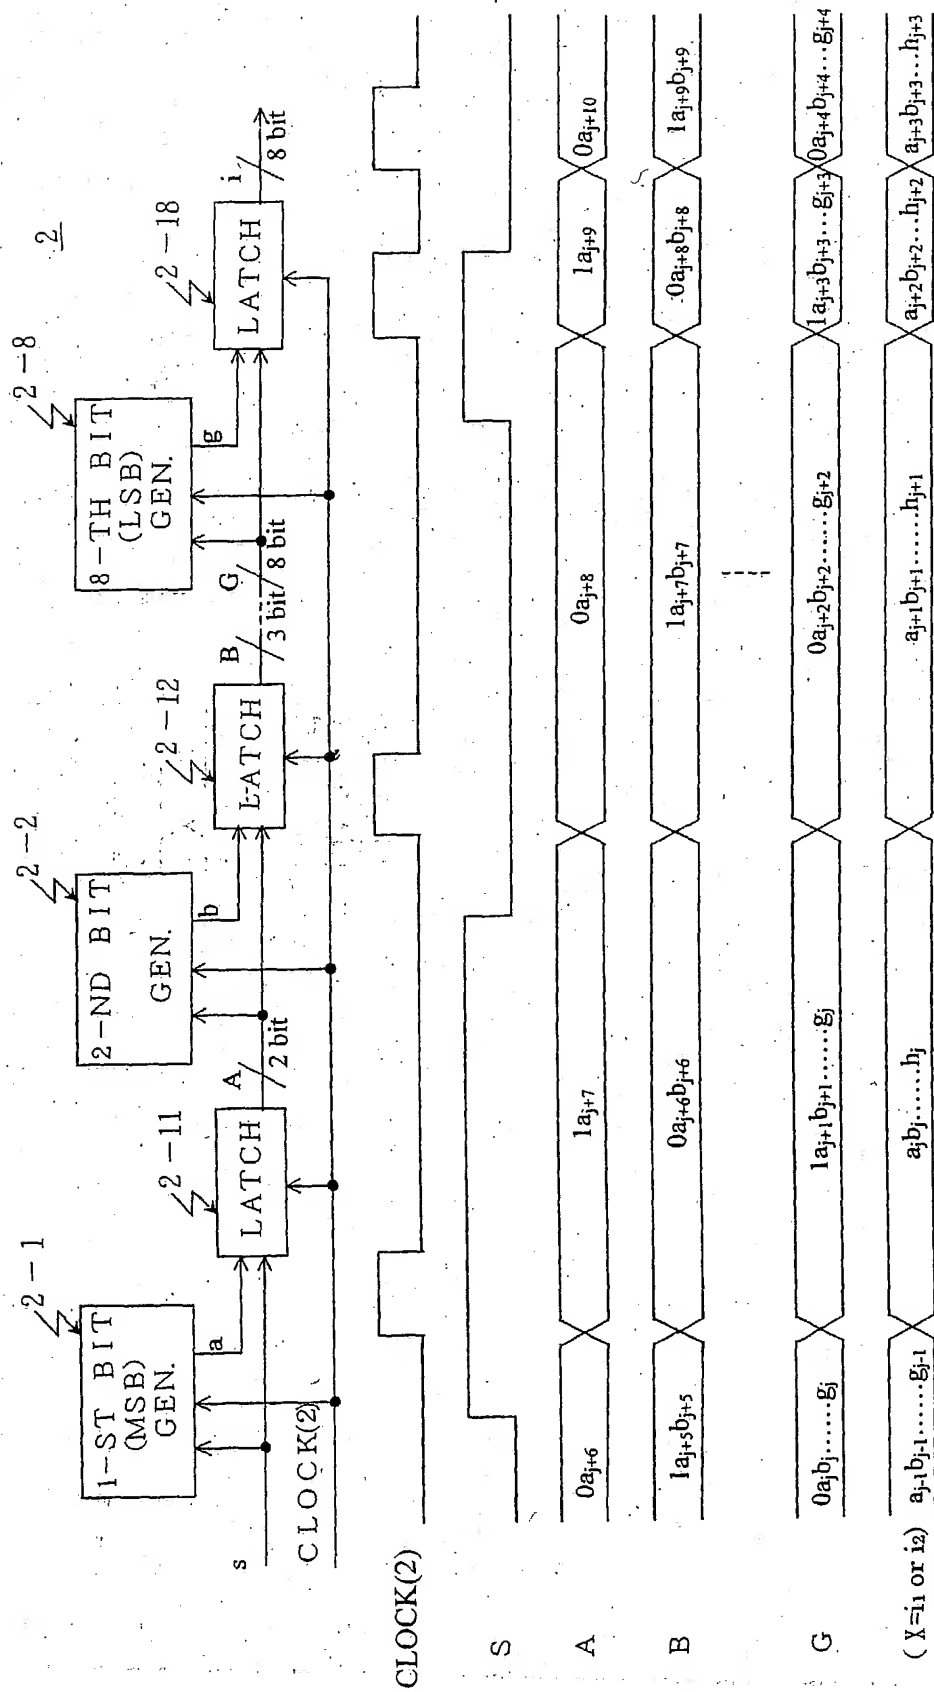 2
1-ST BIT
(MSB)
GEN.
2-1
a
LATCH
2-11
A
2 bit
2-ND BIT
GEN.
2-2
b
LATCH
2-12
B
3 bit
G
8 bit
8-TH BIT
(LSB)
GEN.
2-8
g
LATCH
2-18
i
8 bit
s
CLOCK(2)
CLOCK(2)
S
A
0aj+6
1aj+7
0aj+8
1aj+9
0aj+10
B
1aj+5bj+5
0aj+6bj+6
1aj+7bj+7
0aj+8bj+8
1aj+9bj+9
G
0ajbj......gj
1aj+1bj+1......gj
0aj+2bj+2......gj+2
1aj+3bj+3...gj+3
0aj+4bj+4...gj+4
(X=i1 or i2)
aj-1bj-1......gj-1
ajbj......hj
aj+1bj+1......hj+1
aj+2bj+2...hj+2
aj+3bj+3...hj+3